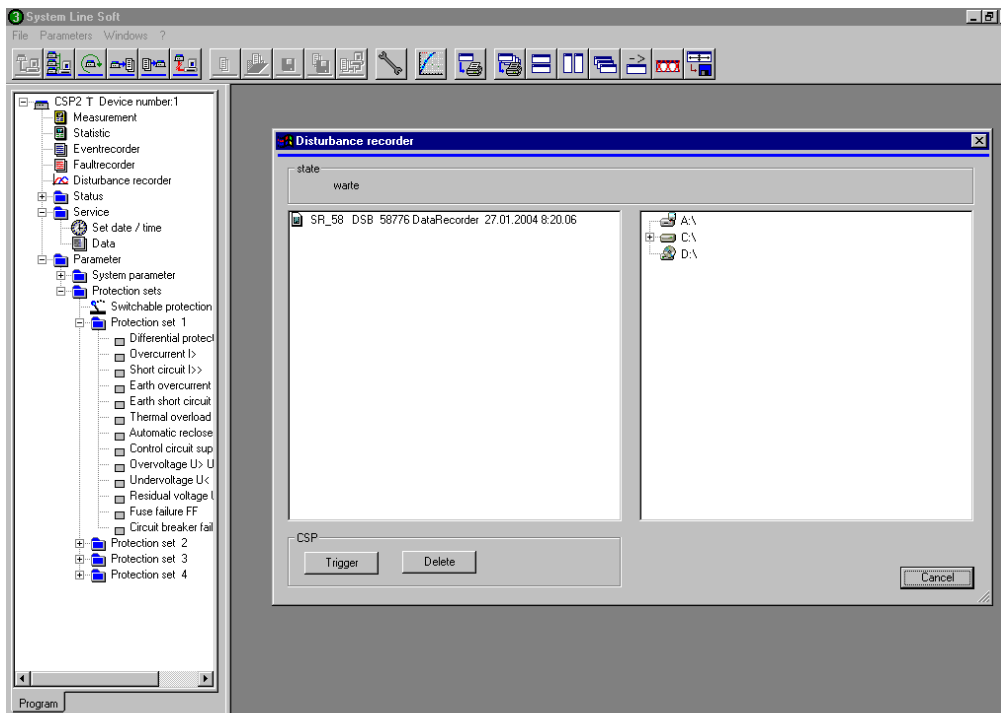 System Line Soft
File Parameters Windows ?
CSP2 T Device number:1
Measurement
Statistic
Eventrecorder
Faultrecorder
Disturbance recorder
Status
Service
Set date / time
Data
Parameter
System parameter
Protection sets
Switchable protection
Protection set 1
Differential protect
Overcurrent I>
Short circuit I>>
Earth overcurrent
Earth short circuit
Thermal overload
Automatic reclose
Control circuit sup
Overvoltage U> U
Undervoltage U<
Residual voltage U
Fuse failure FF
Circuit breaker fail
Protection set 2
Protection set 3
Protection set 4
Program
Disturbance recorder
state
warte
SR_58 DSB 58776 DataRecorder 27.01.2004 8:20.06
A:\
C:\
D:\
CSP
Trigger
Delete
Cancel